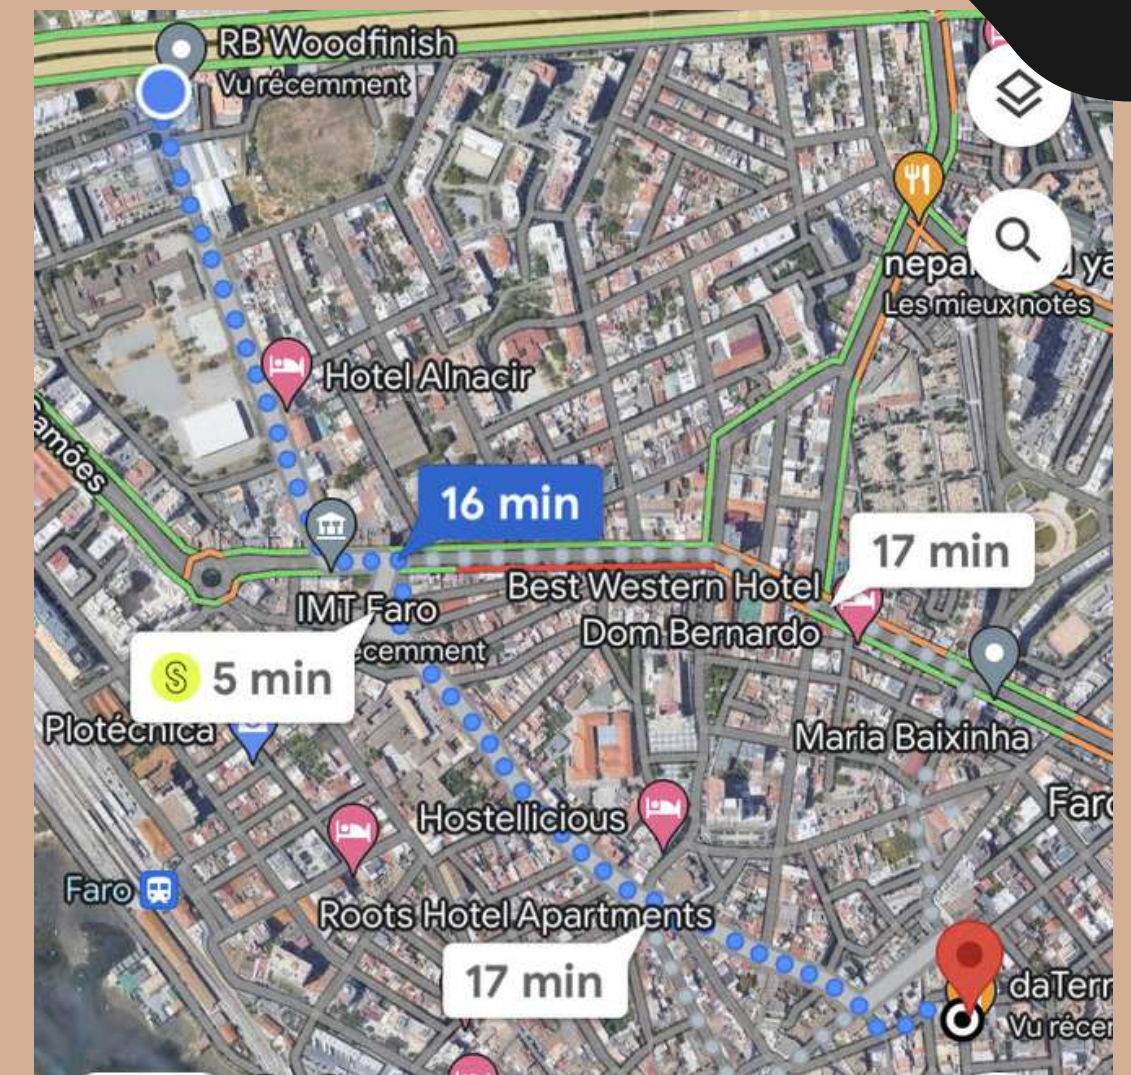 RB Woodfinish
Vu récemment
Les mieux notés
Hotel Alnacir
16 min
17 min
Best Western Hotel
Dom Bernardo
IMT Faro
S 5 min
Plotécnica
Maria Baixinha
Hostellicious
Faro
Roots Hotel Apartments
17 min